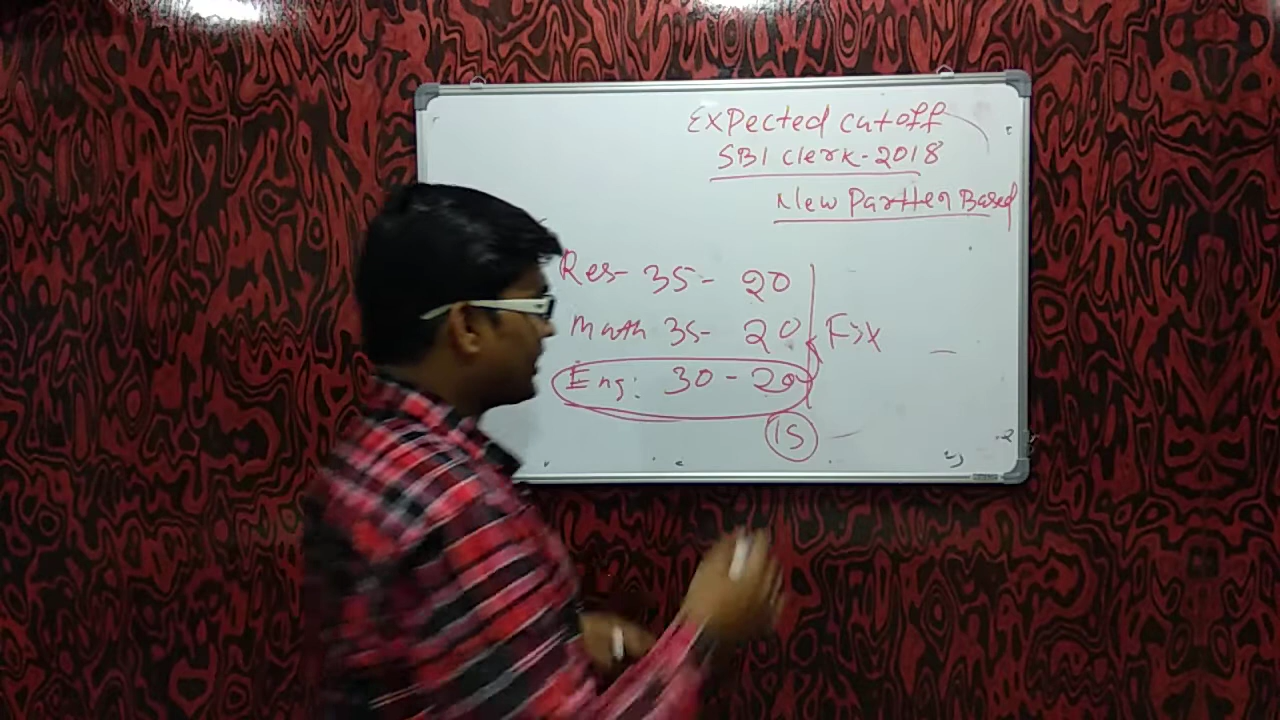 Expected cutoff
SBI Clerk-2018
New Partten Based
Res- 35- 20
Math 35- 20
Fix
Eng: 30-20
15